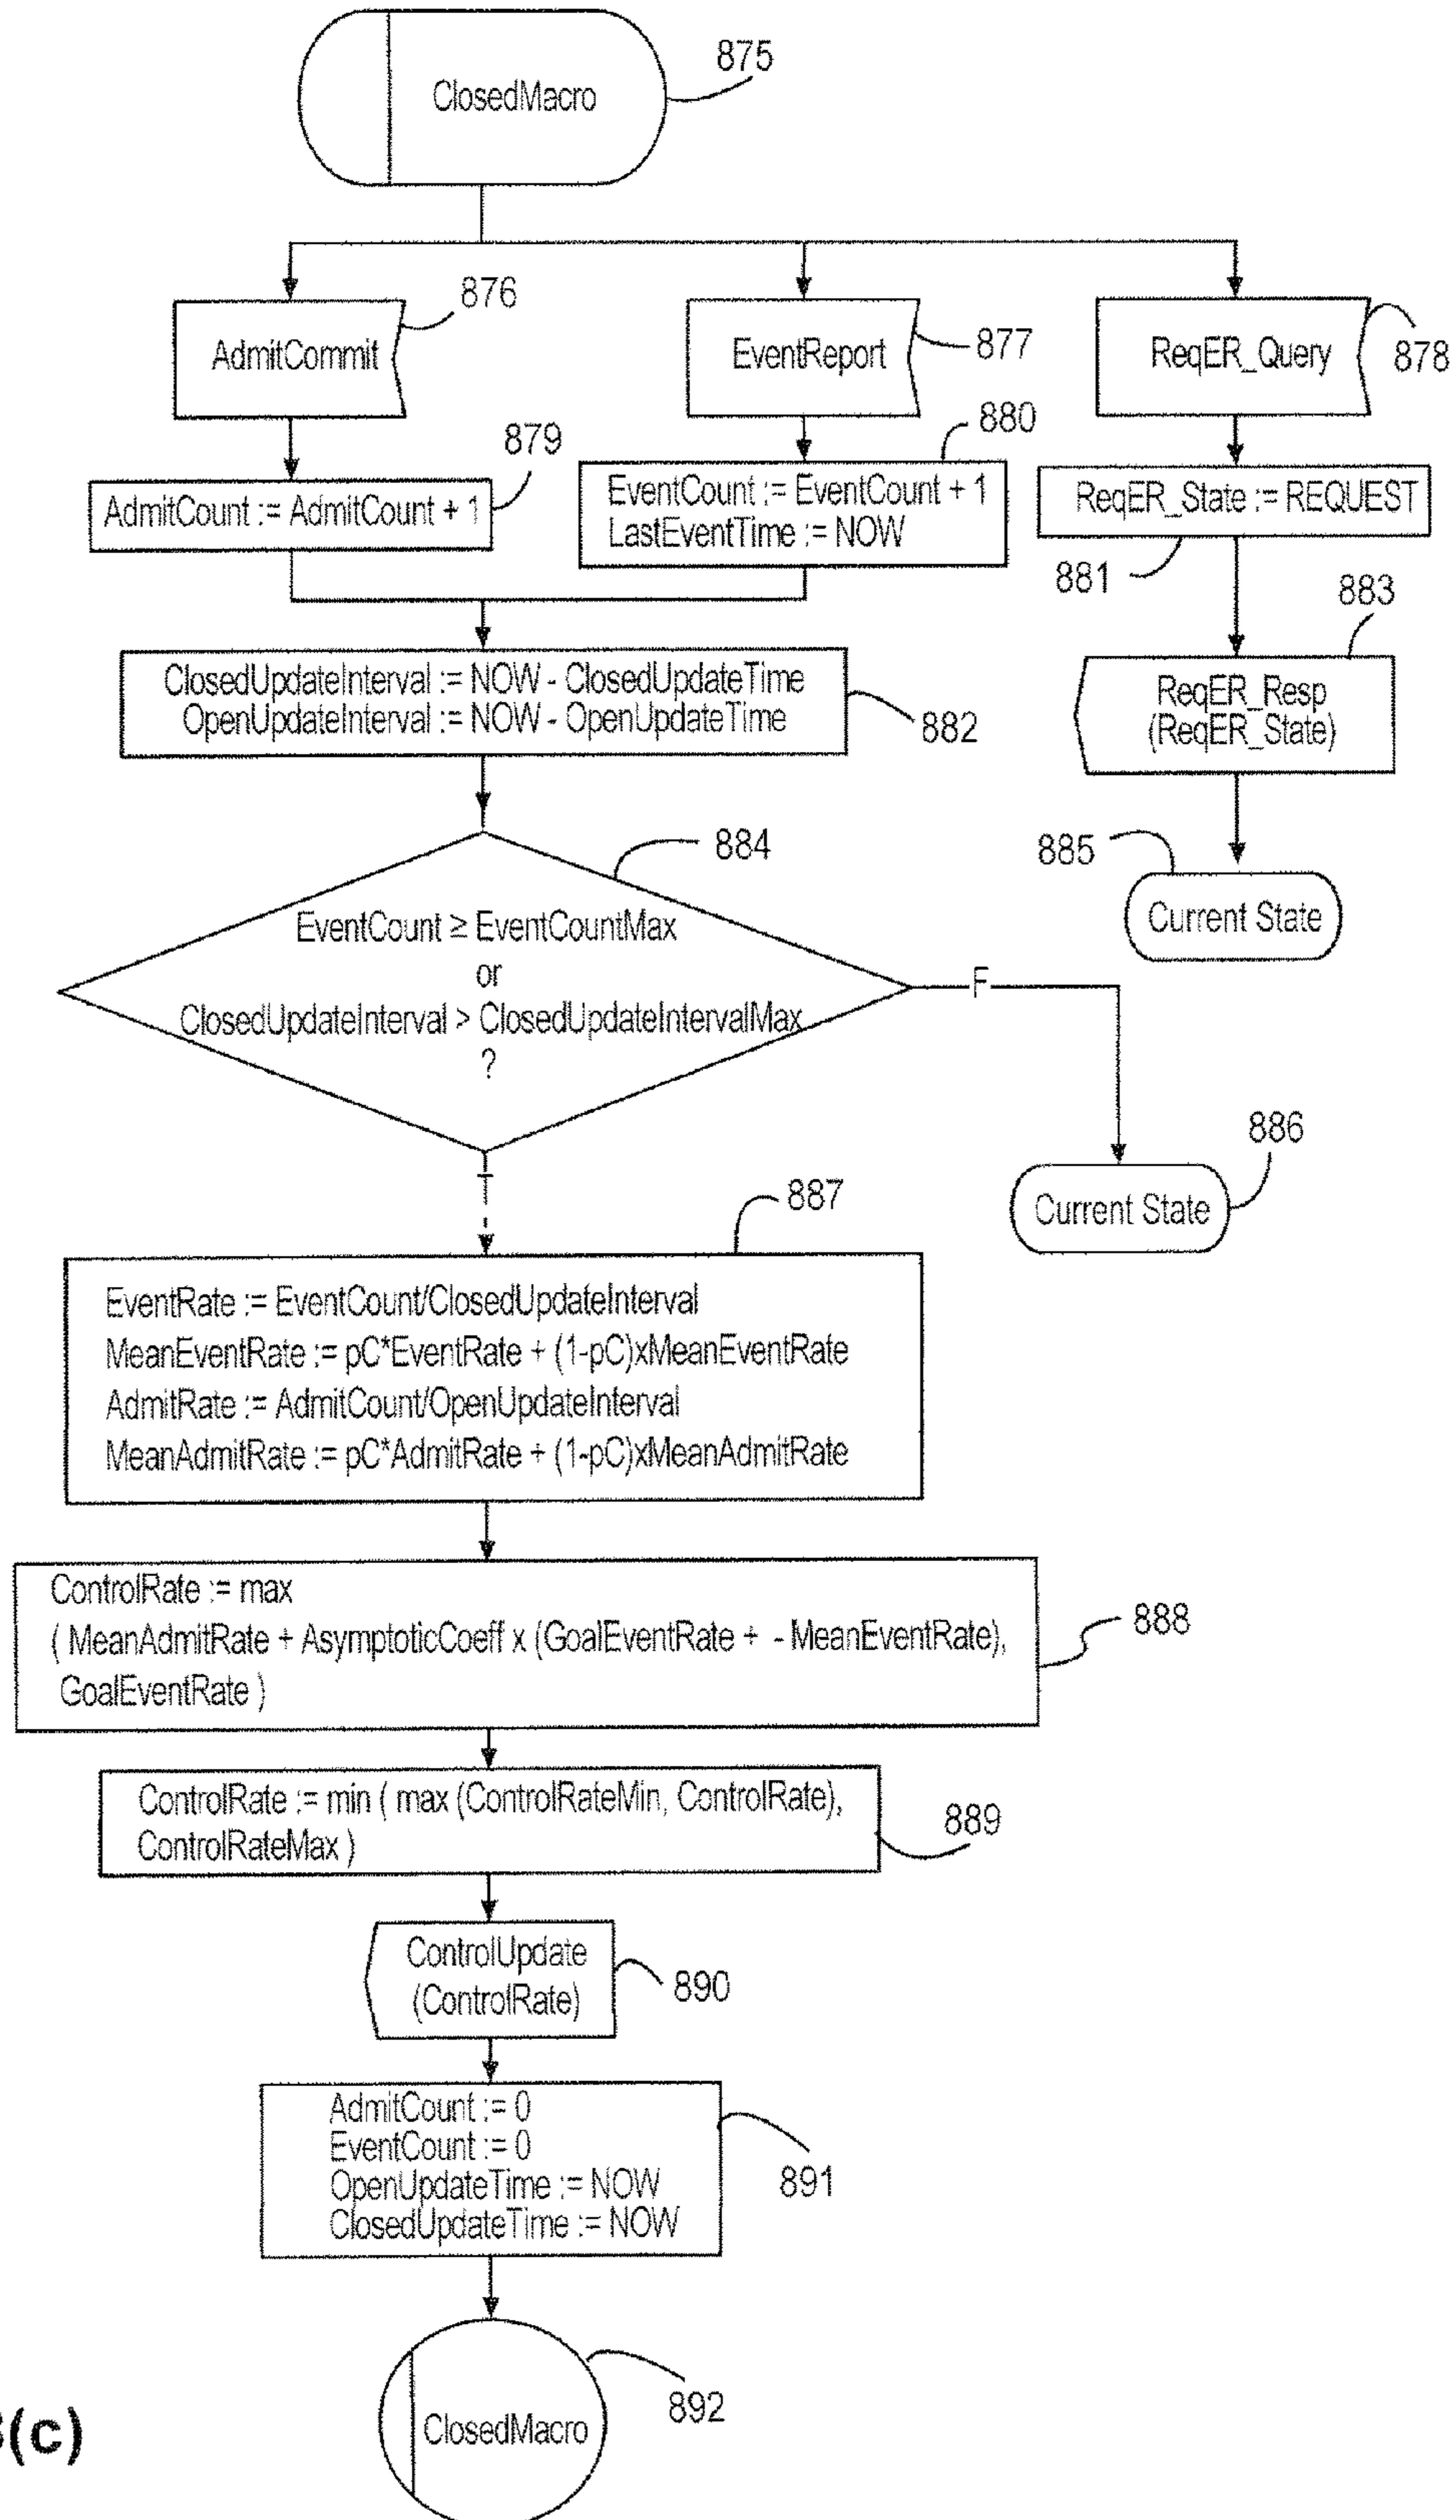 ClosedMacro
875
AdmitCommit
876
EventReport
877
ReqER_Query
878
AdmitCount := AdmitCount + 1
879
EventCount := EventCount + 1
LastEventTime := NOW
880
ReqER_State := REQUEST
881
ClosedUpdateInterval := NOW - ClosedUpdateTime
OpenUpdateInterval := NOW - OpenUpdateTime
882
ReqER_Resp
(ReqER_State)
883
EventCount ≥ EventCountMax
or
ClosedUpdateInterval > ClosedUpdateIntervalMax
?
884
F
T
Current State
885
Current State
886
EventRate := EventCount/ClosedUpdateInterval
MeanEventRate := pC*EventRate + (1-pC)xMeanEventRate
AdmitRate := AdmitCount/OpenUpdateInterval
MeanAdmitRate := pC*AdmitRate + (1-pC)xMeanAdmitRate
887
ControlRate := max
( MeanAdmitRate + AsymptoticCoeff x (GoalEventRate + - MeanEventRate),
GoalEventRate )
888
ControlRate := min ( max (ControlRateMin, ControlRate),
ControlRateMax )
889
ControlUpdate
(ControlRate)
890
AdmitCount := 0
EventCount := 0
OpenUpdateTime := NOW
ClosedUpdateTime := NOW
891
ClosedMacro
892
(c)